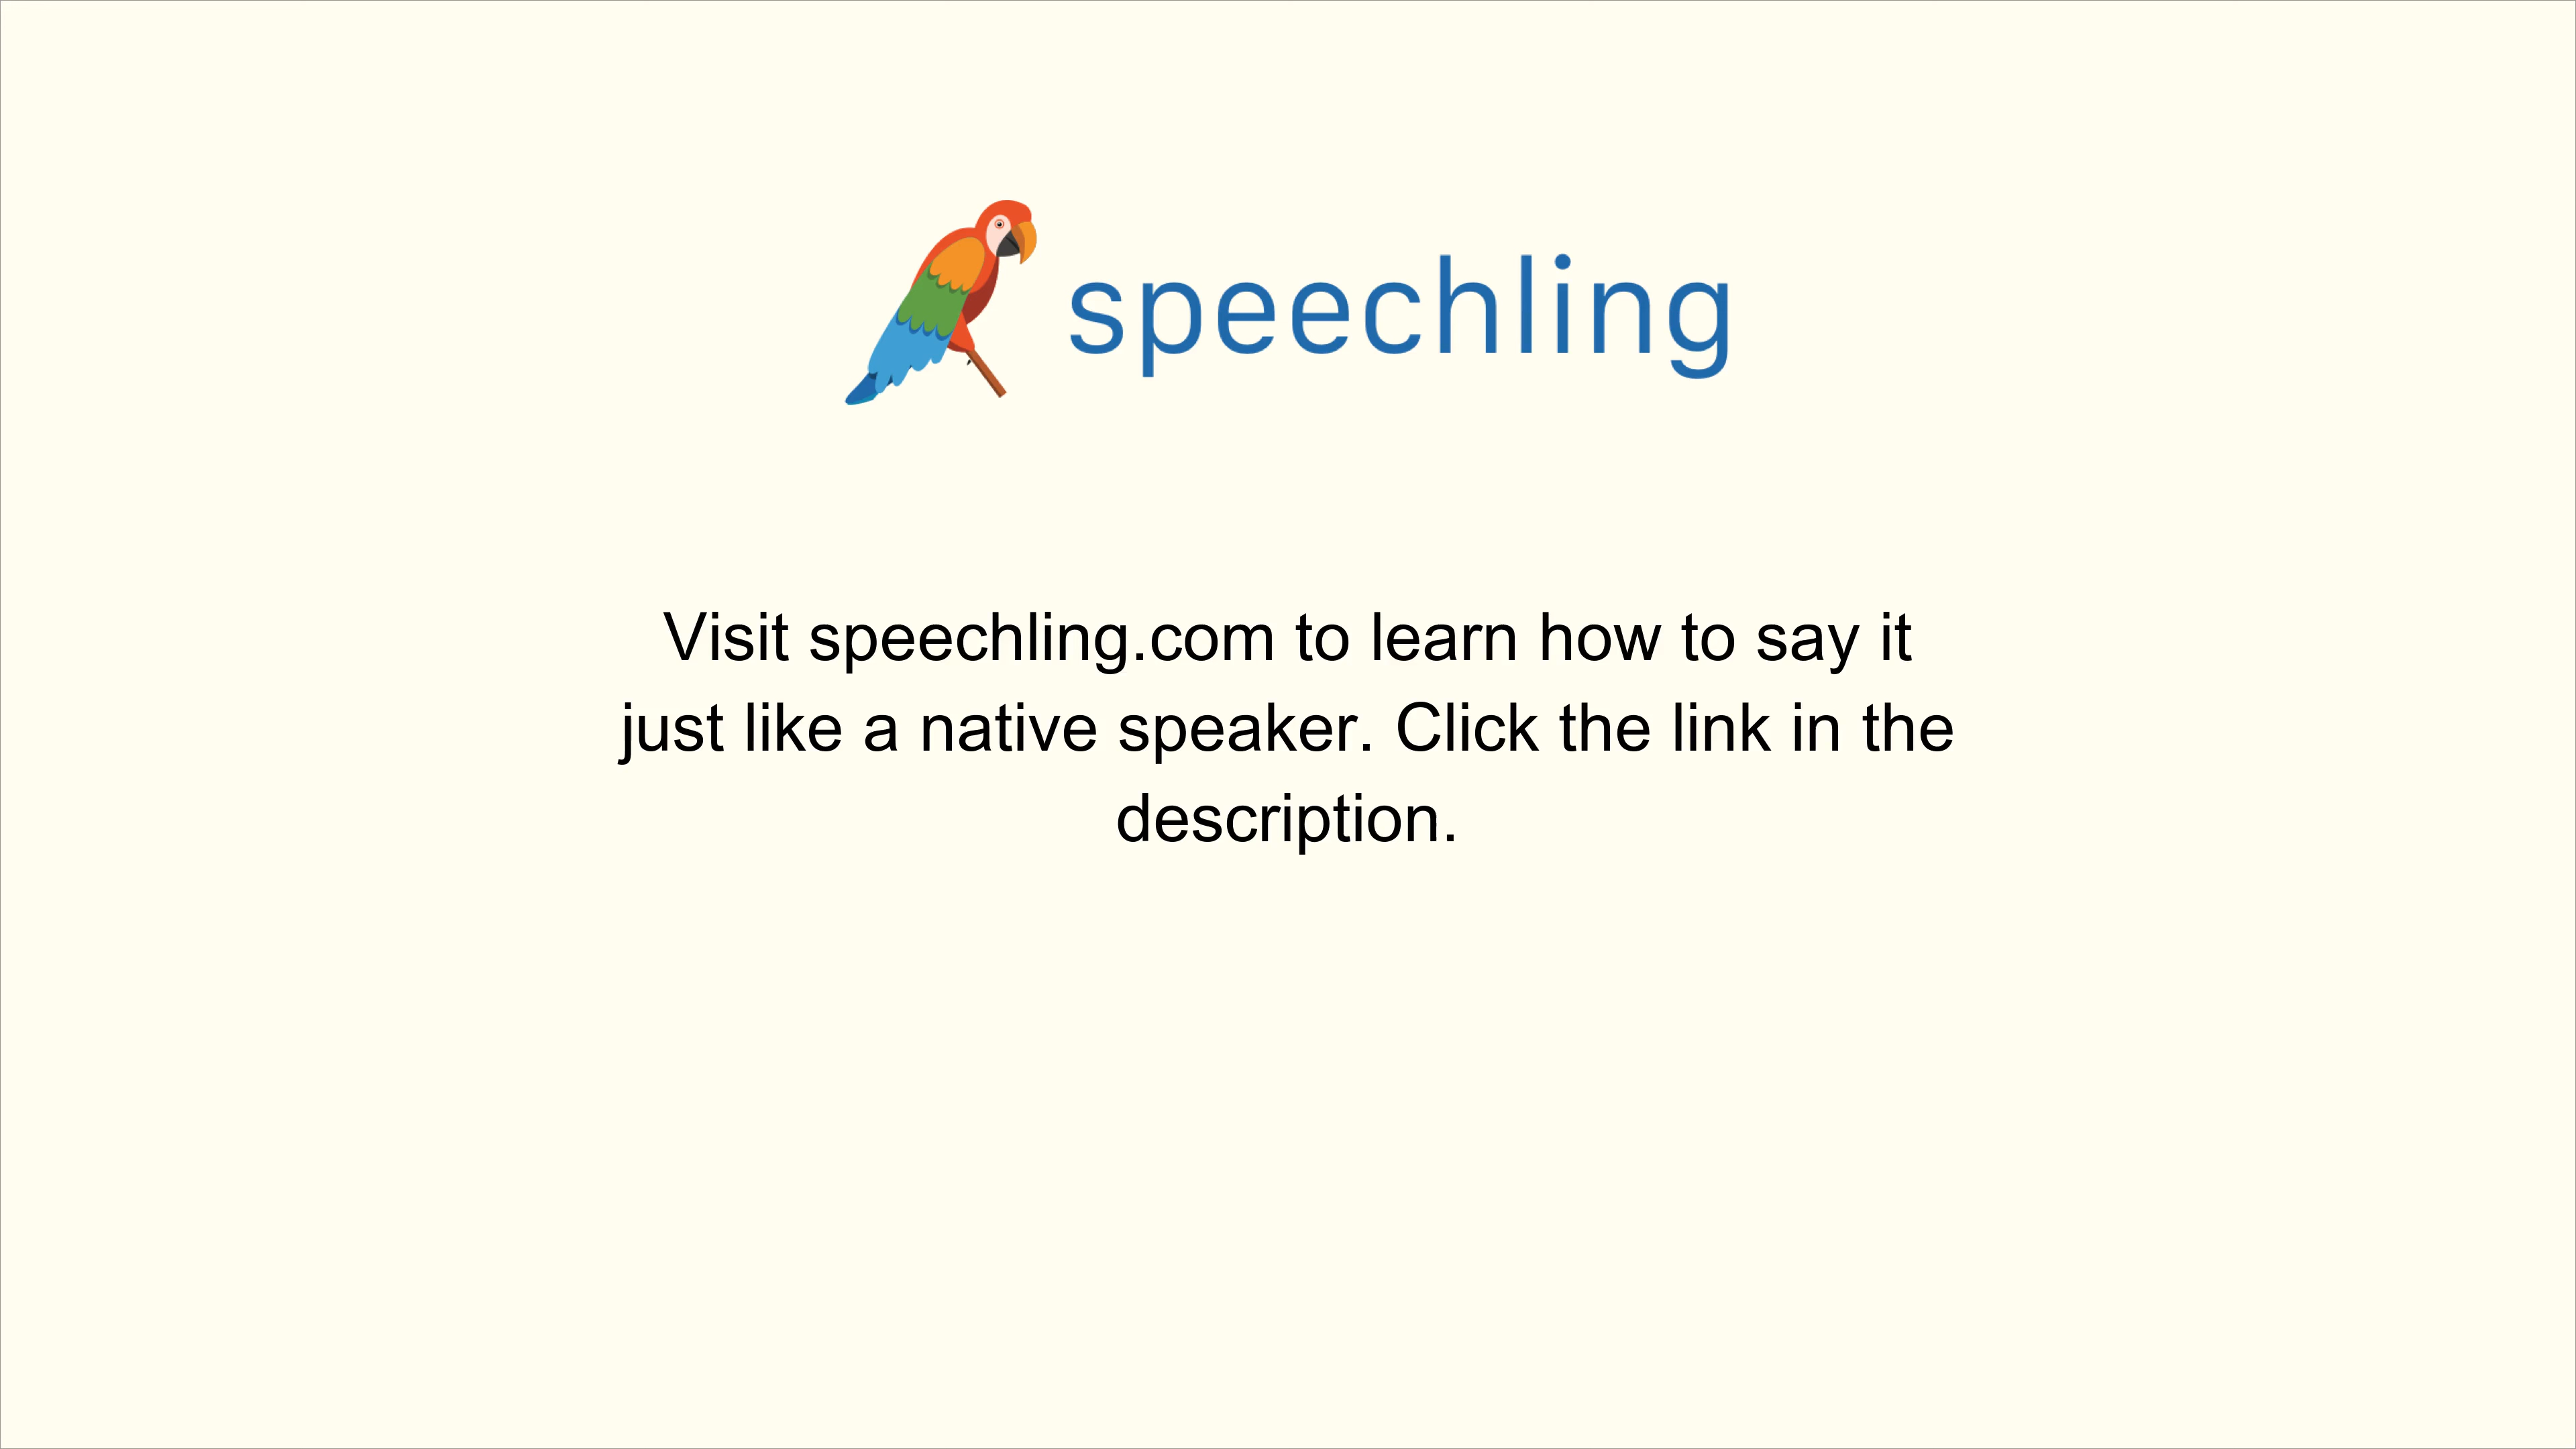 speechling
Visit speechling.com to learn how to say it
just like a native speaker. Click the link in the
description.